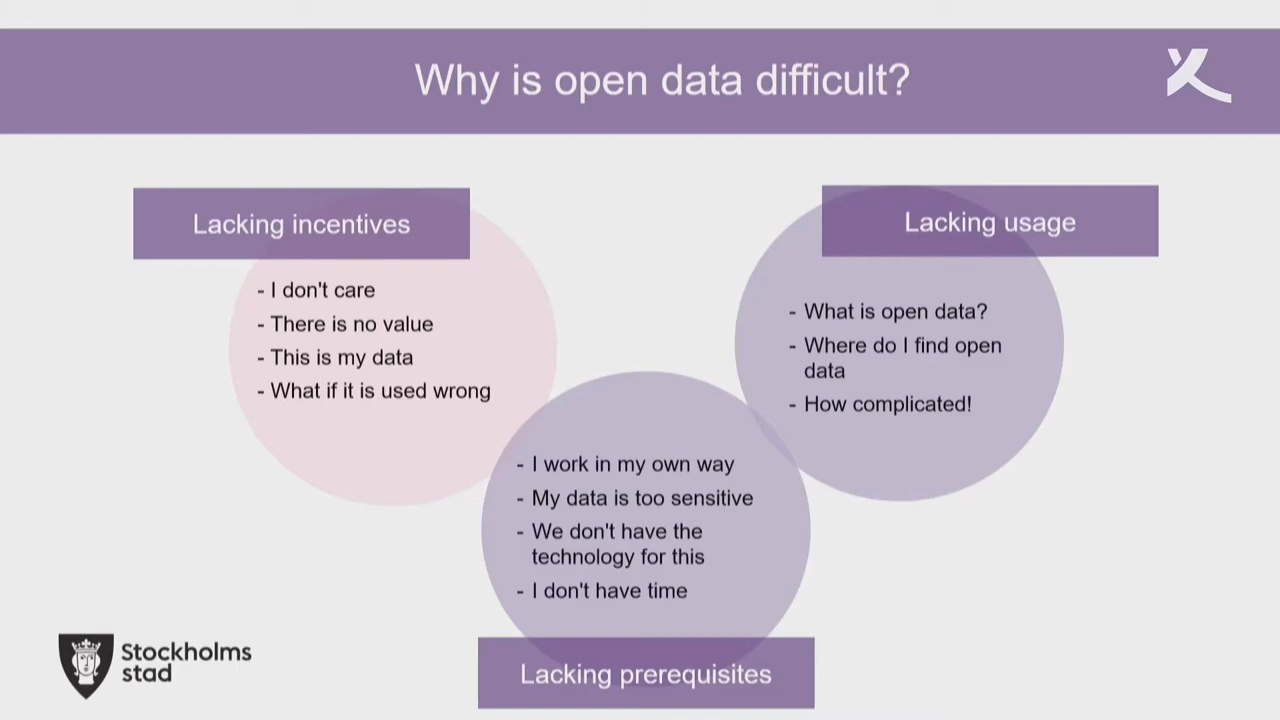 Why is open data difficult?
Lacking incentives
- I don't care
- There is no value
- This is my data
- What if it is used wrong
Lacking usage
- What is open data?
- Where do I find open
data
- How complicated!
- I work in my own way
- My data is too sensitive
- We don't have the
technology for this
- I don't have time
Lacking prerequisites
Stockholms
stad